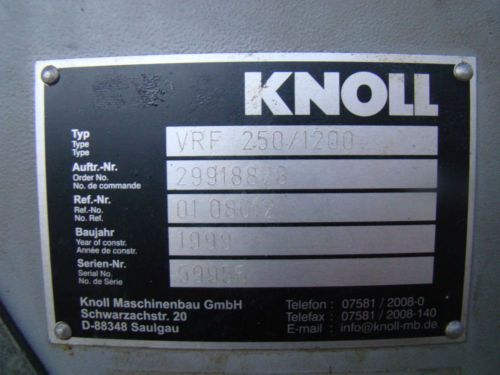 KNOLL
Typ VRF 250/1200
Type
Type
Auftr.-Nr.
Order No.
No. de commande
Ref.-Nr.
Ref.-No.
No. Ref.
Baujahr 1999
Year of constr.
Année de constr.
Serien-Nr.
Serial No.
No. de Série
Knoll Maschinenbau GmbH
Schwarzachstr. 20
D-88348 Saulgau
Telefon : 07581 / 2008-0
Telefax : 07581 / 2008-140
E-mail : info@knoll-mb.de